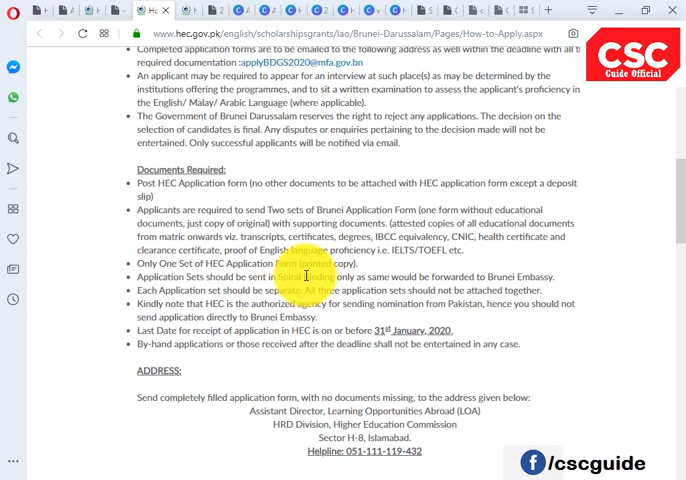 www.hec.gov.pk/english/scholarshipsgrants/lao/Brunei-Darussalam/Pages/How-to-Apply.aspx
CSC
Guide Official
Completed application forms are to be emailed to the following address as well within the deadline with all t
required documentation :applyBDGS2020@mfa.gov.bn
An applicant may be required to appear for an interview at such place(s) as may be determined by the
institutions offering the programmes, and to sit a written examination to assess the applicant's proficiency in
the English/ Malay/ Arabic Language (where applicable).
The Government of Brunei Darussalam reserves the right to reject any applications. The decision on the
selection of candidates is final. Any disputes or enquiries pertaining to the decision made will not be
entertained. Only successful applicants will be notified via email.
Documents Required:
Post HEC Application form (no other documents to be attached with HEC application form except a deposit
slip)
Applicants are required to send Two sets of Brunei Application Form (one form without educational
documents, just copy of original) with supporting documents. (attested copies of all educational documents
from matric onwards viz. transcripts, certificates, degrees, IBCC equivalency, CNIC, health certificate and
clearance certificate, proof of English language proficiency i.e. IELTS/TOEFL etc.
Only One Set of HEC Application Form (printed copy).
Application Sets should be sent in Spiral Binding only as same would be forwarded to Brunei Embassy.
Each Application set should be separate. All three application sets should not be attached together.
Kindly note that HEC is the authorized agency for sending nomination from Pakistan, hence you should not
send application directly to Brunei Embassy.
Last Date for receipt of application in HEC is on or before 31st January, 2020.
By-hand applications or those received after the deadline shall not be entertained in any case.
ADDRESS:
Send completely filled application form, with no documents missing, to the address given below:
Assistant Director, Learning Opportunities Abroad (LOA)
HRD Division, Higher Education Commission
Sector H-8, Islamabad.
Helpline: 051-111-119-432
f/cscguide